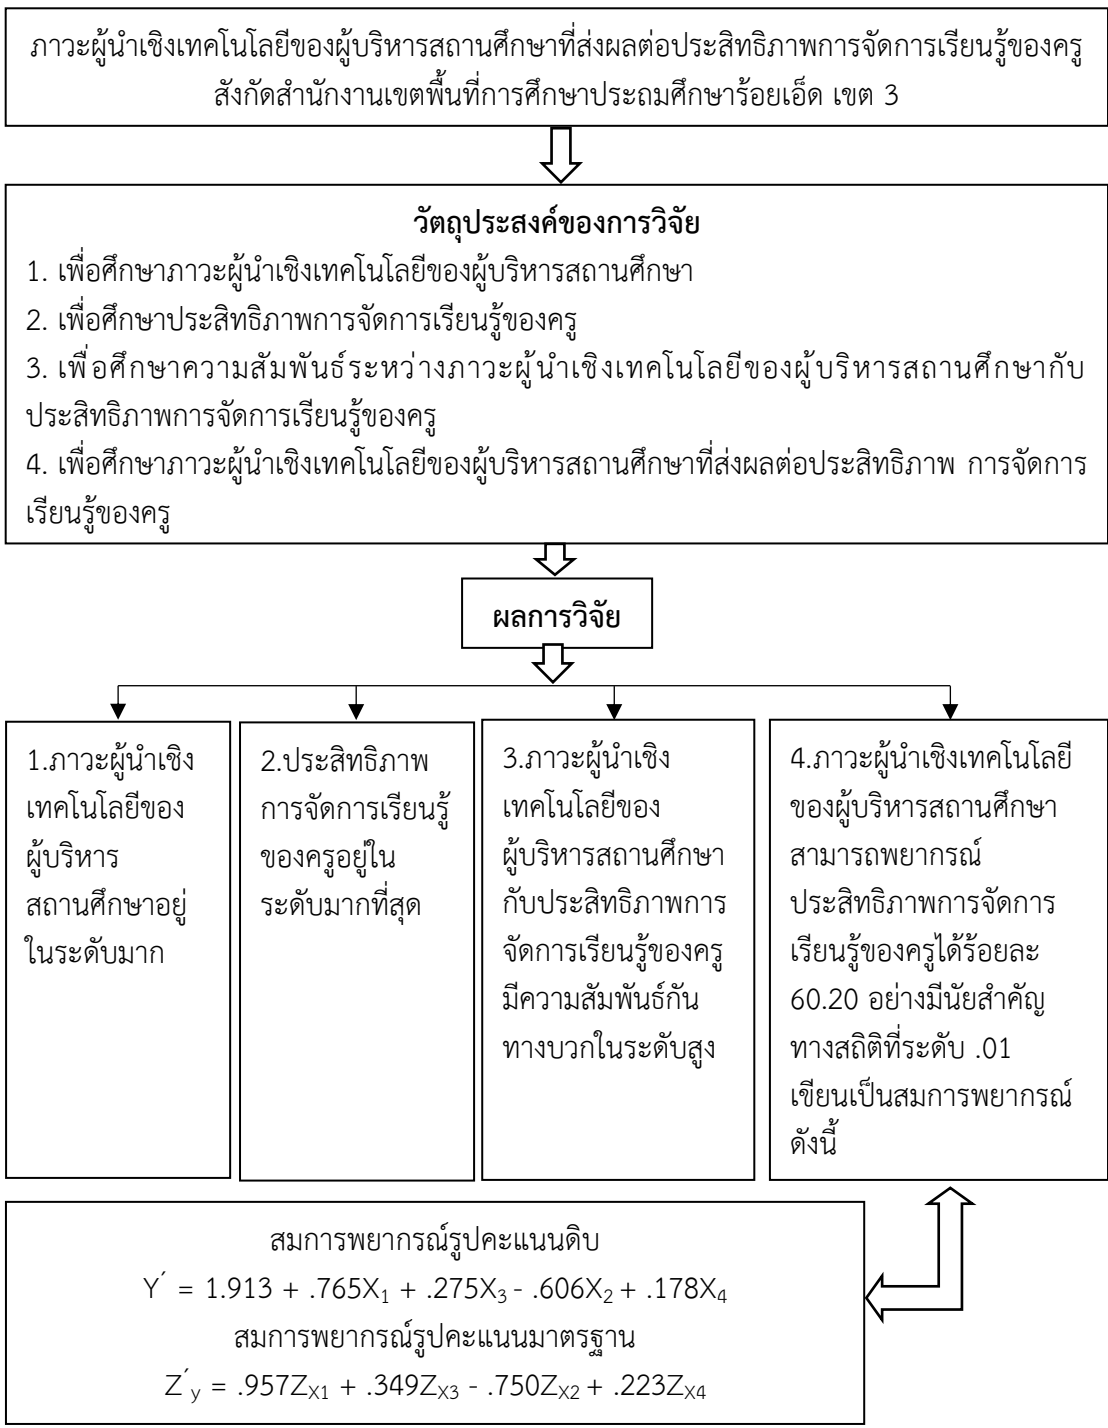 ภาวะผู้นำเชิงเทคโนโลยีของผู้บริหารสถานศึกษาที่ส่งผลต่อประสิทธิภาพการจัดการเรียนรู้ของครู
สังกัดสำนักงานเขตพื้นที่การศึกษาประถมศึกษาร้อยเอ็ด เขต 3
วัตถุประสงค์ของการวิจัย
1. เพื่อศึกษาภาวะผู้นำเชิงเทคโนโลยีของผู้บริหารสถานศึกษา
2. เพื่อศึกษาประสิทธิภาพการจัดการเรียนรู้ของครู
3. เพื่อศึกษาความสัมพันธ์ระหว่างภาวะผู้นำเชิงเทคโนโลยีของผู้บริหารสถานศึกษากับ
ประสิทธิภาพการจัดการเรียนรู้ของครู
4. เพื่อศึกษาภาวะผู้นำเชิงเทคโนโลยีของผู้บริหารสถานศึกษาที่ส่งผลต่อประสิทธิภาพ การจัดการ
เรียนรู้ของครู
ผลการวิจัย
1.ภาวะผู้นำเชิง
เทคโนโลยีของ
ผู้บริหาร
สถานศึกษาอยู่
ในระดับมาก
2.ประสิทธิภาพ
การจัดการเรียนรู้
ของครูอยู่ใน
ระดับมากที่สุด
3.ภาวะผู้นำเชิง
เทคโนโลยีของ
ผู้บริหารสถานศึกษา
กับประสิทธิภาพการ
จัดการเรียนรู้ของครู
มีความสัมพันธ์กัน
ทางบวกในระดับสูง
4.ภาวะผู้นำเชิงเทคโนโลยี
ของผู้บริหารสถานศึกษา
สามารถพยากรณ์
ประสิทธิภาพการจัดการ
เรียนรู้ของครูได้ร้อยละ
60.20 อย่างมีนัยสำคัญ
ทางสถิติที่ระดับ .01
เขียนเป็นสมการพยากรณ์
ดังนี้
สมการพยากรณ์รูปคะแนนดิบ
Y´ = 1.913 + .765X₁ + .275X₃ - .606X₂ + .178X₄
สมการพยากรณ์รูปคะแนนมาตรฐาน
Z´y = .957Zx₁ + .349Zx₃ - .750Zx₂ + .223Zx₄